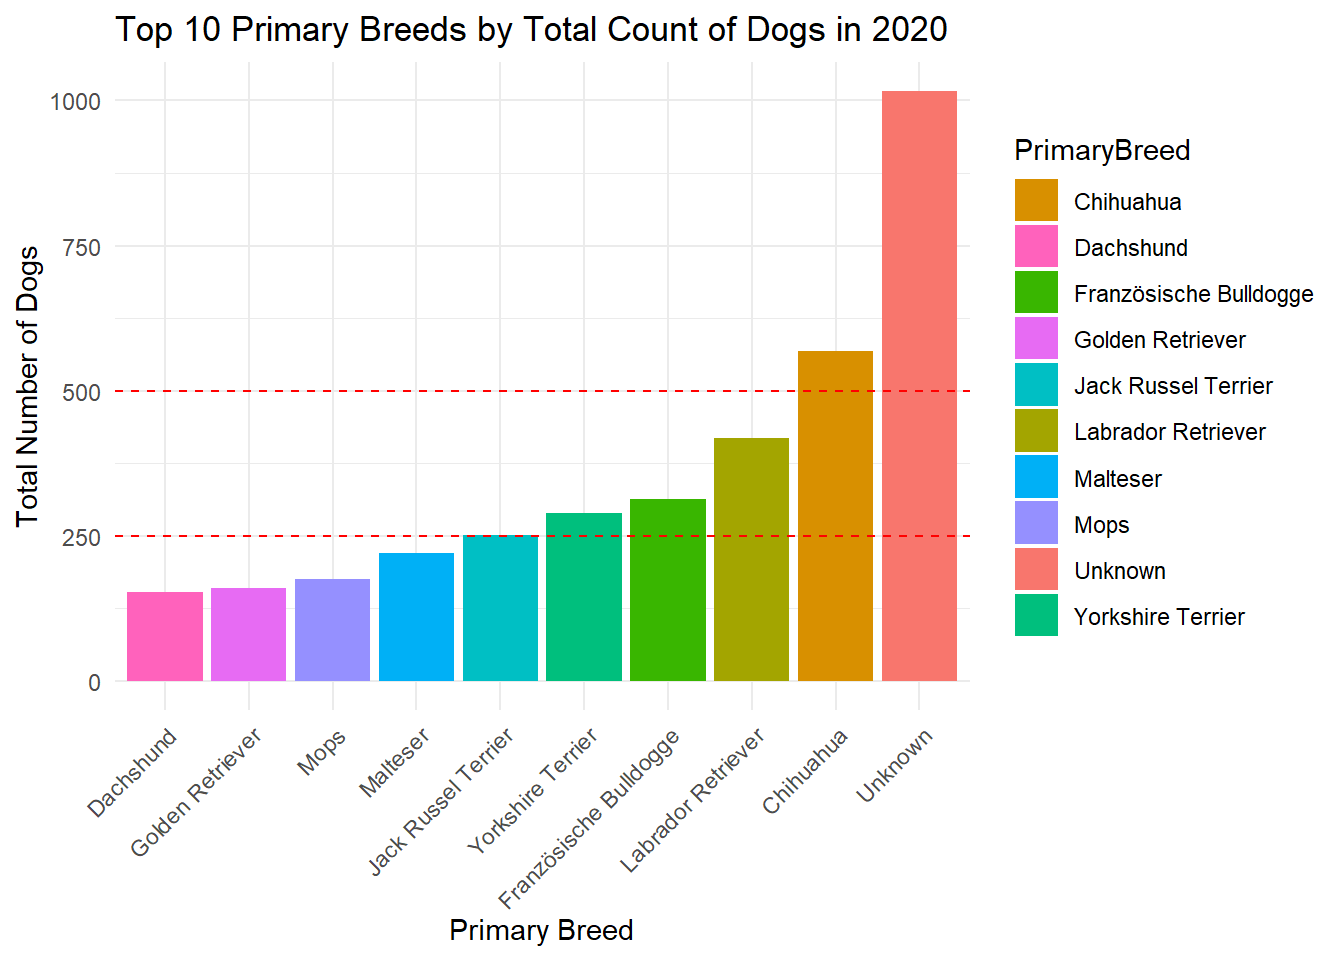 Top 10 Primary Breeds by Total Count of Dogs in 2020
Total Number of Dogs
1000
750
500
250
0
Dachshund
Golden Retriever
Mops
Malteser
Jack Russel Terrier
Yorkshire Terrier
Französische Bulldogge
Labrador Retriever
Chihuahua
Unknown
Primary Breed
PrimaryBreed
Chihuahua
Dachshund
Französische Bulldogge
Golden Retriever
Jack Russel Terrier
Labrador Retriever
Malteser
Mops
Unknown
Yorkshire Terrier